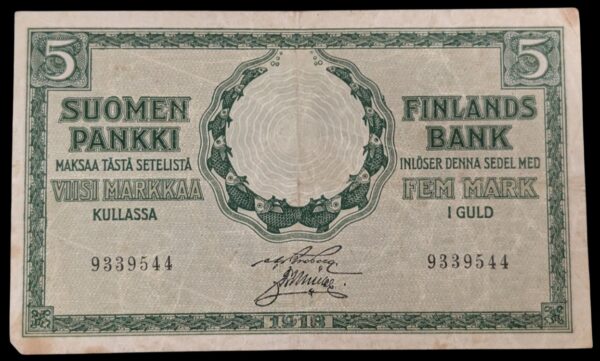 5 5
SUOMEN
PANKKI
MAKSAA TÄSTÄ SETELISTÄ
VIISI MARKKAA
KULLASSA
9339544
FINLANDS
BANK
INLÖSER DENNA SEDEL MED
FEM MARK
I GULD
9339544
1918